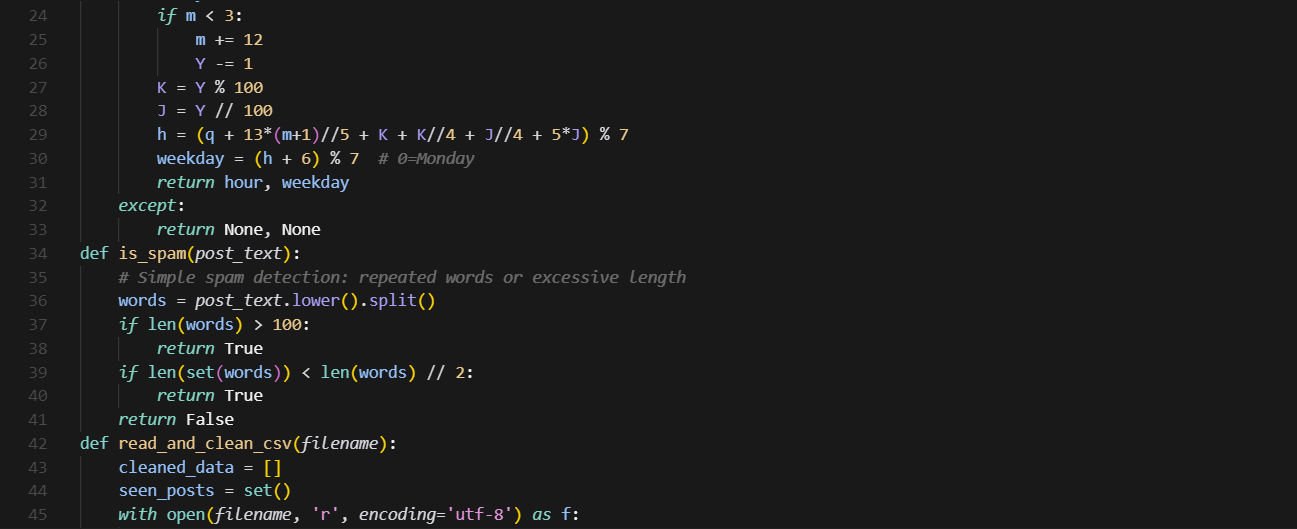 24 if m < 3:
25 m += 12
26 Y -= 1
27 K = Y % 100
28 J = Y // 100
29 h = (q + 13*(m+1)//5 + K + K//4 + J//4 + 5*J) % 7
30 weekday = (h + 6) % 7  # 0=Monday
31 return hour, weekday
32 except:
33 return None, None
34 def is_spam(post_text):
35 # Simple spam detection: repeated words or excessive length
36 words = post_text.lower().split()
37 if len(words) > 100:
38 return True
39 if len(set(words)) < len(words) // 2:
40 return True
41 return False
42 def read_and_clean_csv(filename):
43 cleaned_data = []
44 seen_posts = set()
45 with open(filename, 'r', encoding='utf-8') as f: